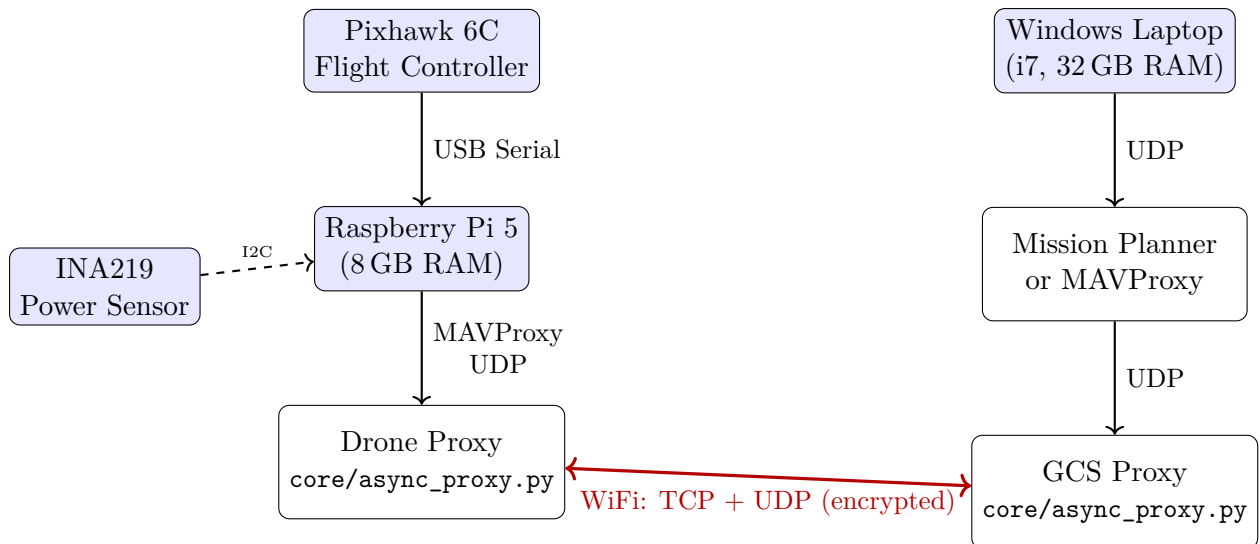 Pixhawk 6C
Flight Controller
Windows Laptop
(i7, 32 GB RAM)
USB Serial
UDP
Raspberry Pi 5
(8 GB RAM)
Mission Planner
or MAVProxy
INA219
Power Sensor
I2C
MAVProxy
UDP
UDP
Drone Proxy
core/async_proxy.py
WiFi: TCP + UDP (encrypted)
GCS Proxy
core/async_proxy.py